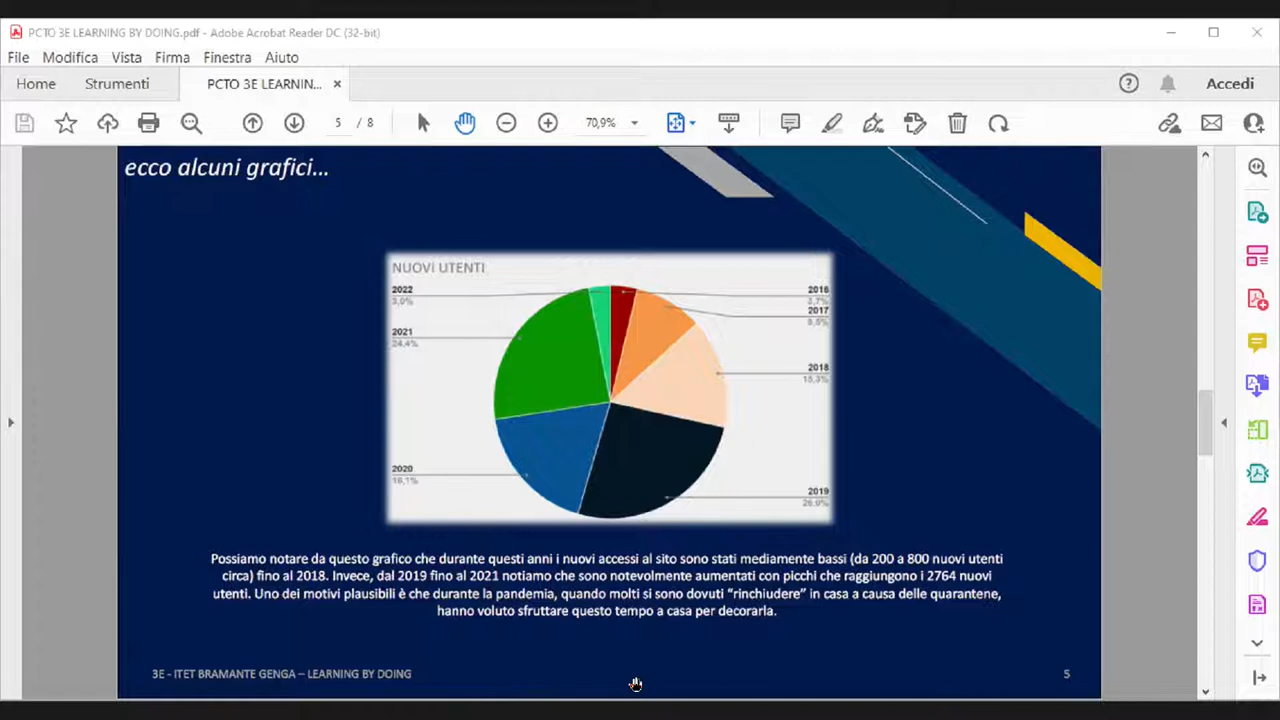 PCTO 3E LEARNING BY DOING.pdf - Adobe Acrobat Reader DC (32-bit)
File Modifica Vista Firma Finestra Aiuto
Home Strumenti PCTO 3E LEARNIN... × Accedi
5 / 8 70,9%
ecco alcuni grafici...
NUOVI UTENTI
2022
2016
3,7%
2017
2021
24,4%
2018
15,3%
2020
2019
26,0%
Possiamo notare da questo grafico che durante questi anni i nuovi accessi al sito sono stati mediamente bassi (da 200 a 800 nuovi utenti
circa) fino al 2018. Invece, dal 2019 fino al 2021 notiamo che sono notevolmente aumentati con picchi che raggiungono i 2764 nuovi
utenti. Uno dei motivi plausibili è che durante la pandemia, quando molti si sono dovuti “rinchiudere” in casa a causa delle quarantene,
hanno voluto sfruttare questo tempo a casa per decorarla.
3E - ITET BRAMANTE GENGA – LEARNING BY DOING 5